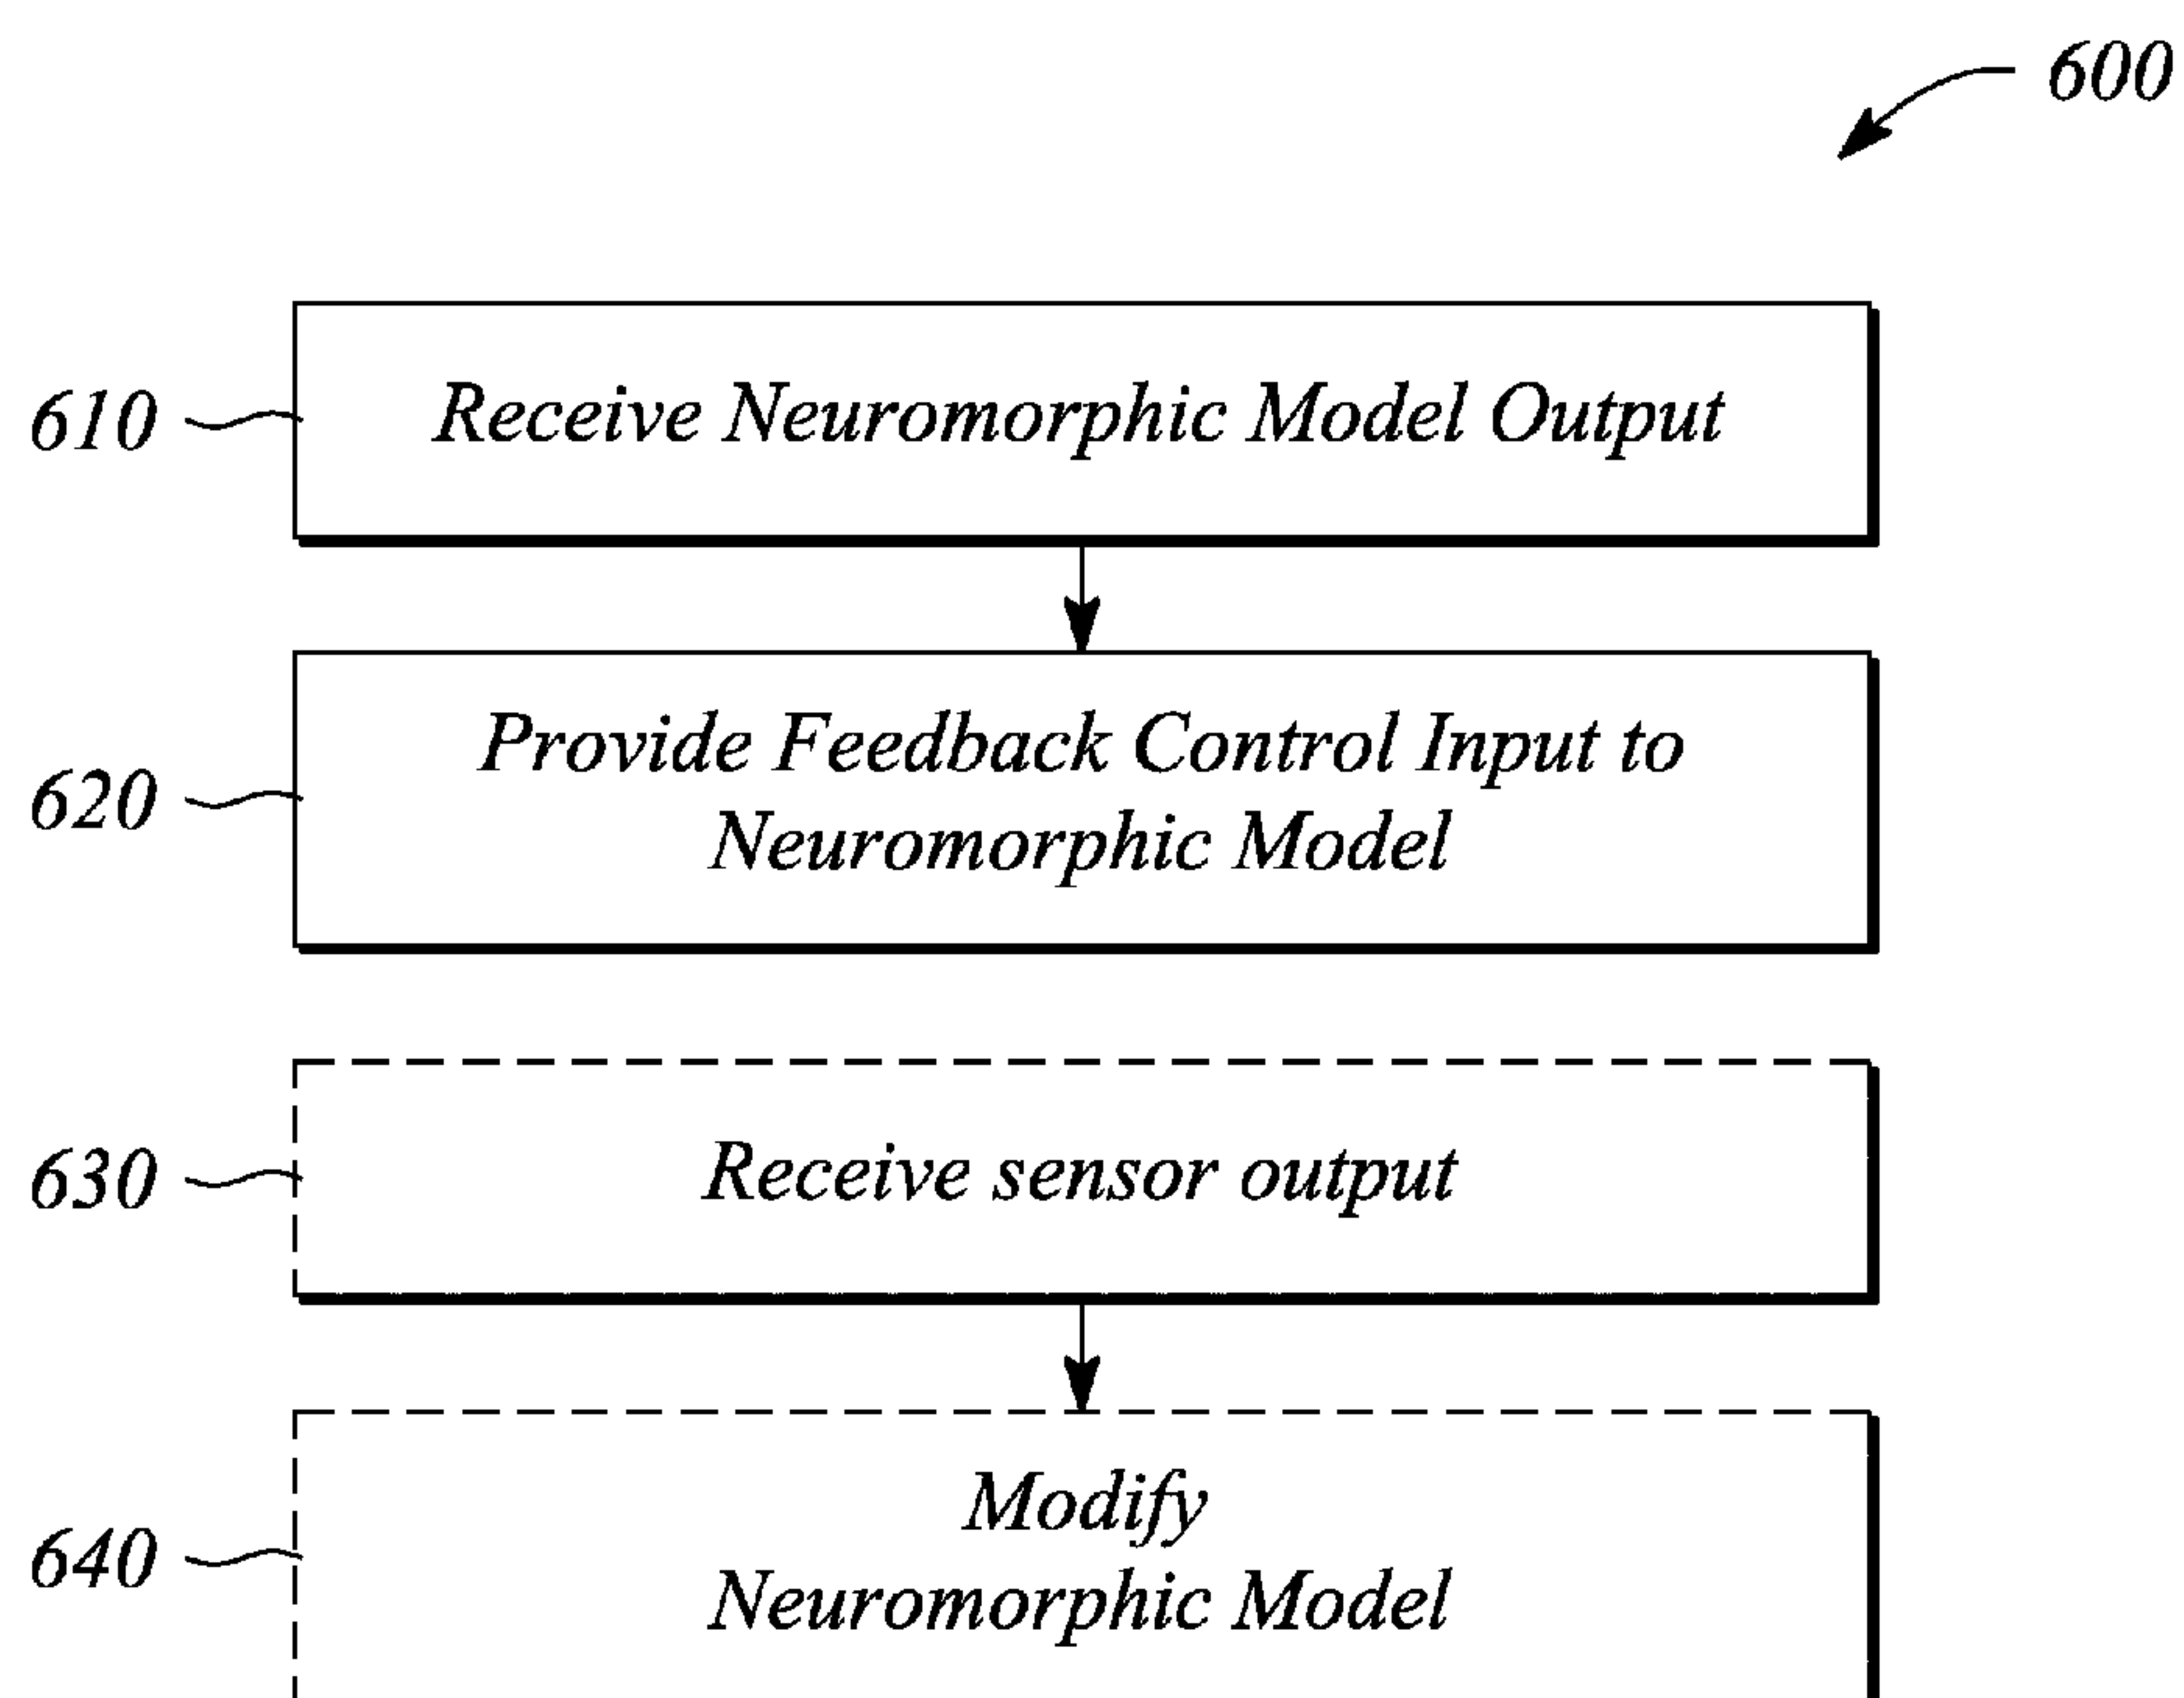 600
610
Receive Neuromorphic Model Output
620
Provide Feedback Control Input to
Neuromorphic Model
630
Receive sensor output
640
Modify
Neuromorphic Model